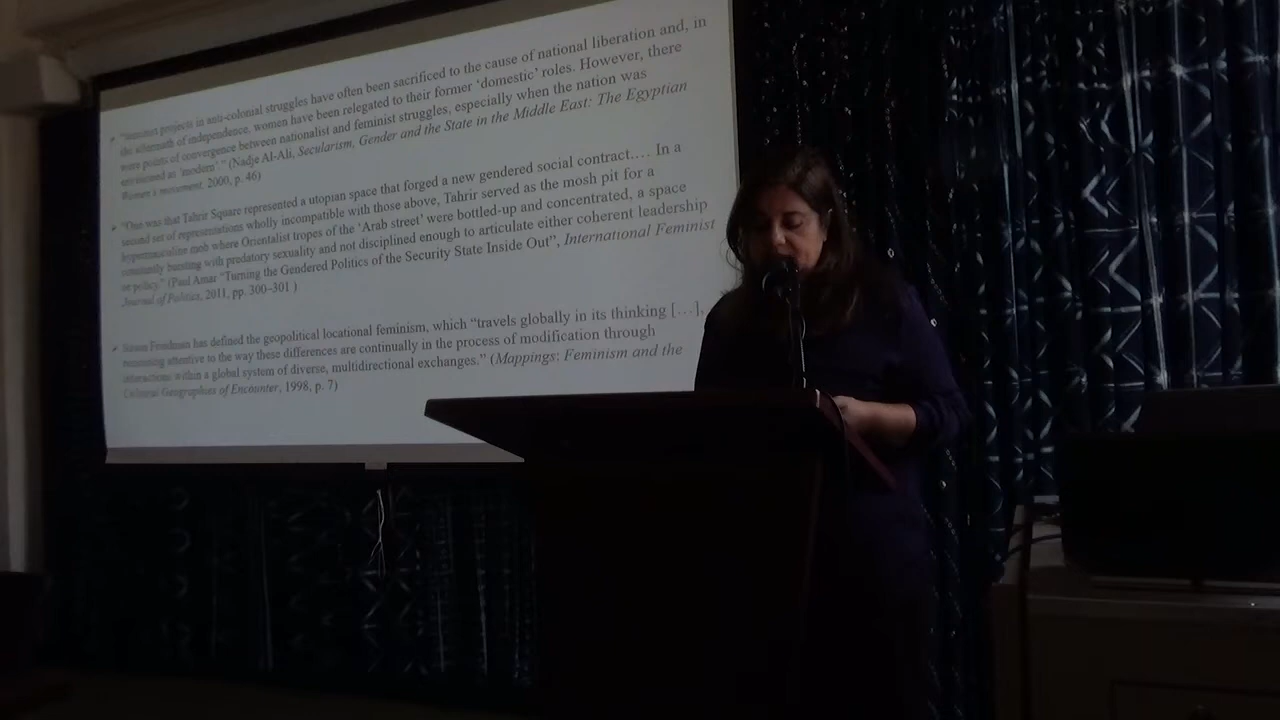 ➢ "Feminist projects in anti-colonial struggles have often been sacrificed to the cause of national liberation and, in
the aftermath of independence, women have been relegated to their former ‘domestic’ roles. However, there
were points of convergence between nationalist and feminist struggles, especially when the nation was
envisioned as ‘modern’ " (Nadje Al-Ali, Secularism, Gender and the State in the Middle East: The Egyptian
Women's movement, 2000, p. 46)
➢ "One was that Tahrir Square represented a utopian space that forged a new gendered social contract.… In a
second set of representations wholly incompatible with those above, Tahrir served as the mosh pit for a
hypermasculine mob where Orientalist tropes of the ‘Arab street’ were bottled-up and concentrated, a space
constantly bursting with predatory sexuality and not disciplined enough to articulate either coherent leadership
or policy." (Paul Amar “Turning the Gendered Politics of the Security State Inside Out”, International Feminist
Journal of Politics, 2011, pp. 300–301 )
➢ Susan Friedman has defined the geopolitical locational feminism, which “travels globally in its thinking […],
remaining attentive to the way these differences are continually in the process of modification through
interactions within a global system of diverse, multidirectional exchanges.” (Mappings: Feminism and the
Cultural Geographies of Encounter, 1998, p. 7)